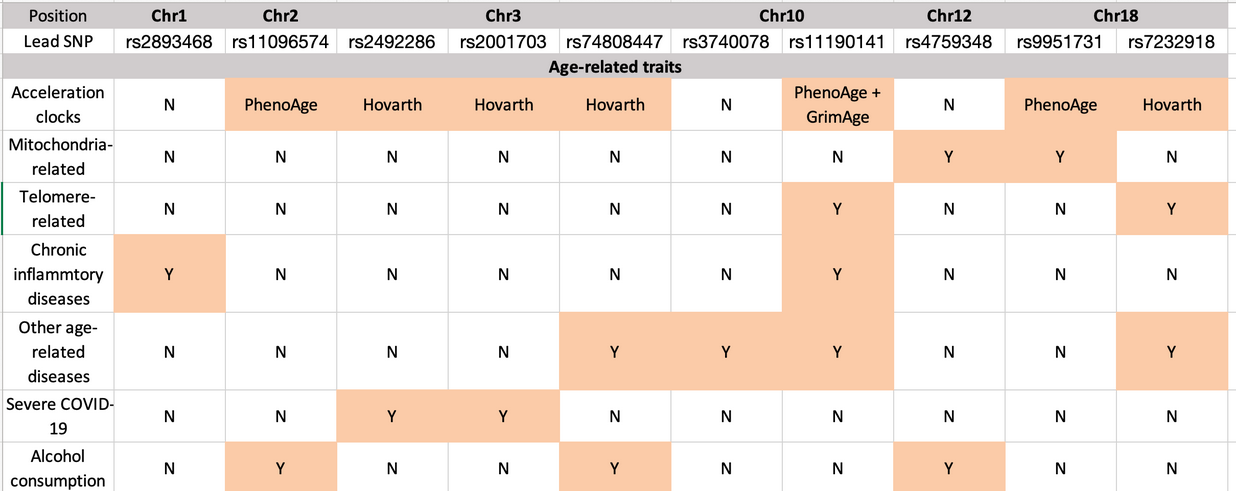 Position Chr1 Chr2 Chr3 Chr10 Chr12 Chr18
Lead SNP rs2893468 rs11096574 rs2492286 rs2001703 rs74808447 rs3740078 rs11190141 rs4759348 rs9951731 rs7232918
Age-related traits
Acceleration
clocks
N PhenoAge Hovarth Hovarth Hovarth N
PhenoAge +
GrimAge
N PhenoAge Hovarth
Mitochondria-
related
N N N N N N N Y Y N
Telomere-
related
N N N N N N Y N N Y
Chronic
inflammtory
diseases
Y N N N N N Y N N N
Other age-
related
diseases
N N N N Y Y Y N N Y
Severe COVID-
19
N N Y Y N N N N N N
Alcohol
consumption
N Y N N Y N N Y N N